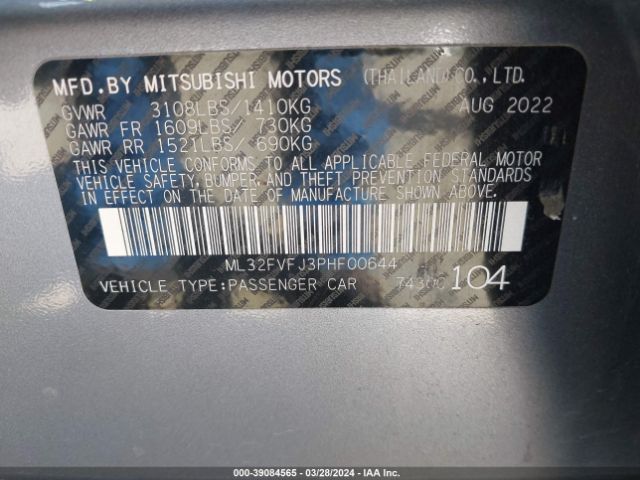 MFD.BY MITSUBISHI MOTORS (THAILAND) CO.,LTD.
GVWR 3108LBS/1410KG AUG 2022
GAWR FR 1609LBS/ 730KG
GAWR RR 1521LBS/ 690KG
THIS VEHICLE CONFORMS TO ALL APPLICABLE FEDERAL MOTOR
VEHICLE SAFETY, BUMPER AND THEFT PREVENTION STANDARDS
IN EFFECT ON THE DATE OF MANUFACTURE SHOWN ABOVE.
ML32FVFJ3PHF00644
VEHICLE TYPE:PASSENGER CAR 104
000-39084565 | 03/28/2024 | IAA Inc.